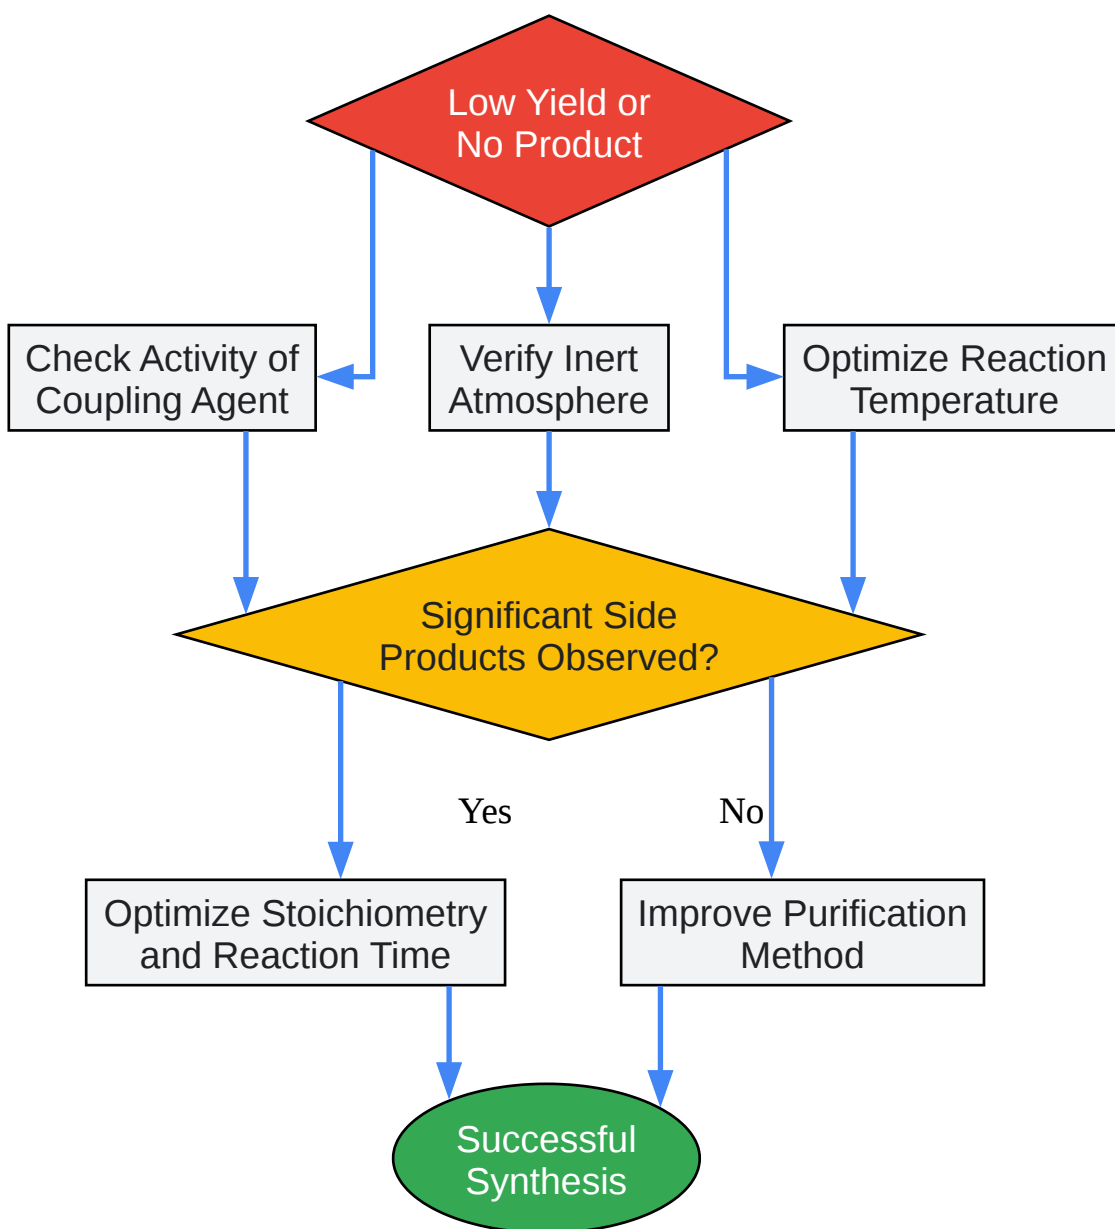 Low Yield or
No Product
Check Activity of
Coupling Agent
Verify Inert
Atmosphere
Optimize Reaction
Temperature
Significant Side
Products Observed?
Yes
No
Optimize Stoichiometry
and Reaction Time
Improve Purification
Method
Successful
Synthesis